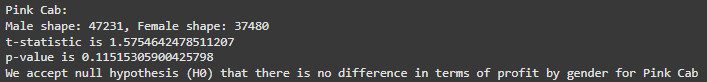 Pink Cab:
Male shape: 47231, Female shape: 37480
t-statistic is 1.5754642478511207
p-value is 0.11515305900425798
We accept null hypothesis (H0) that there is no difference in terms of profit by gender for Pink Cab